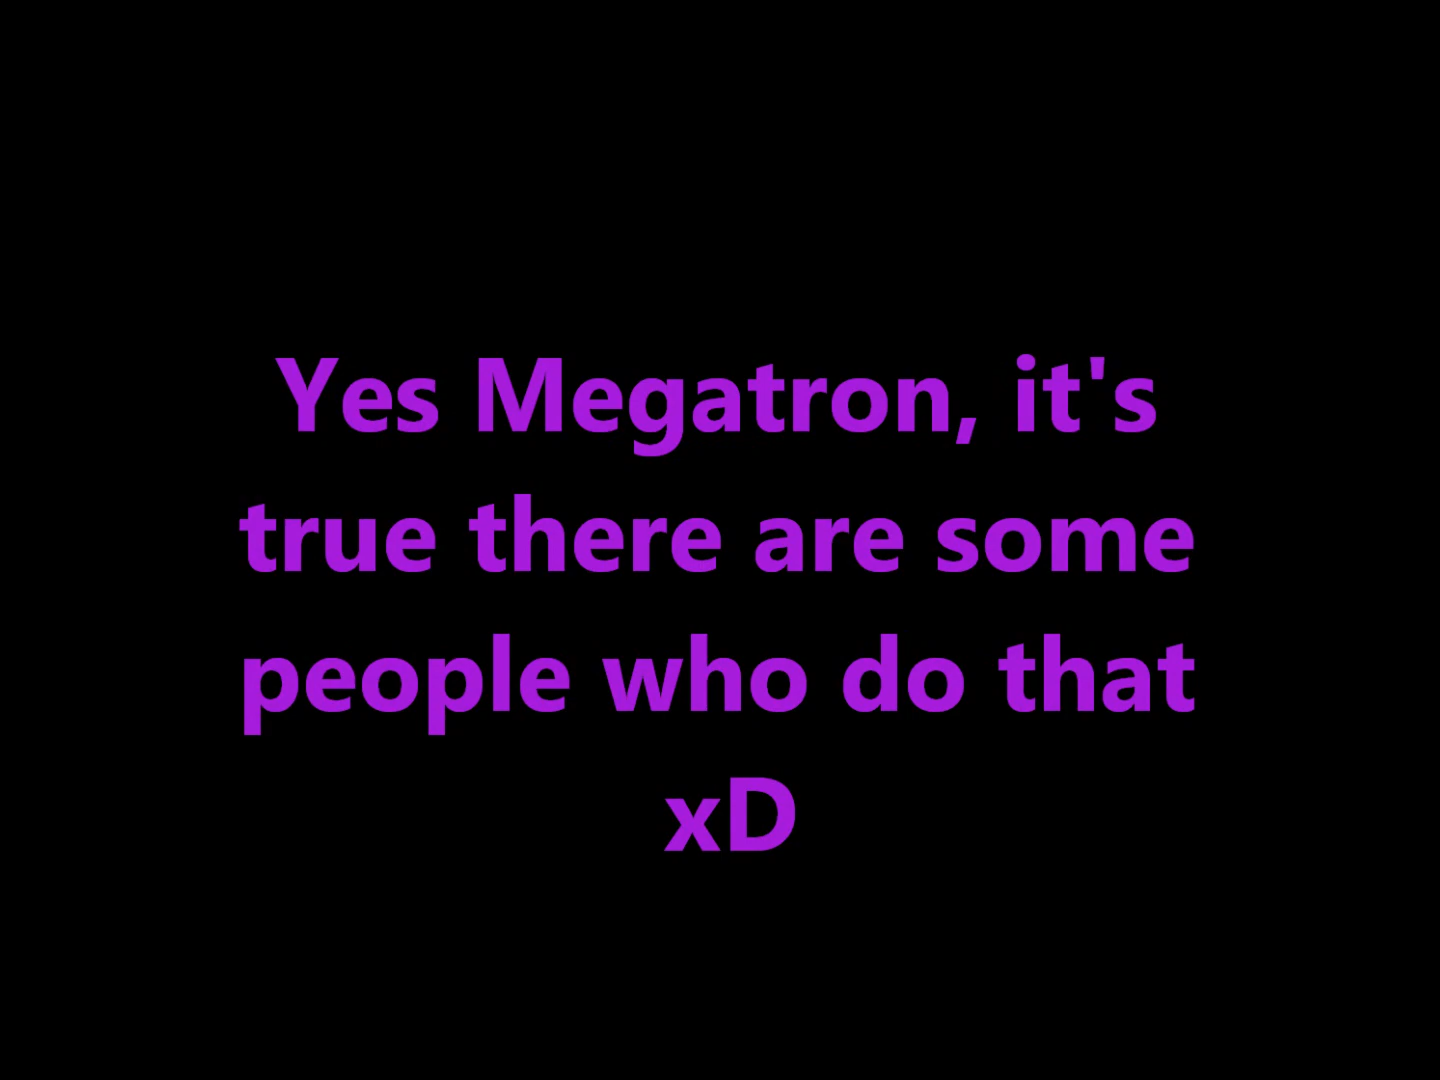 Yes Megatron, it's
true there are some
people who do that
xD